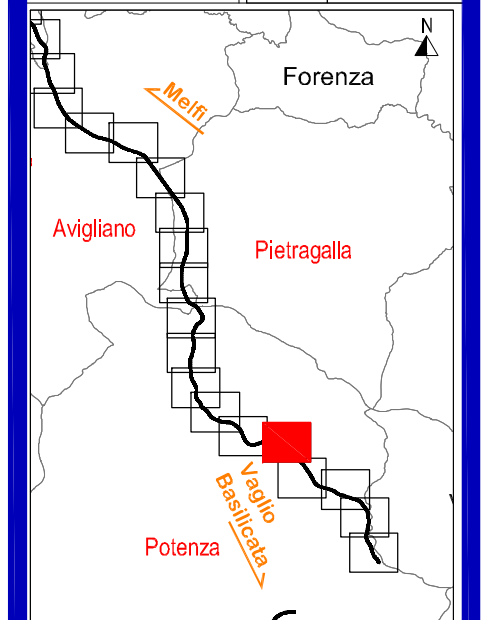 N
Forenza
Melfi
Avigliano
Pietragalla
Vaglio
Basilicata
Potenza